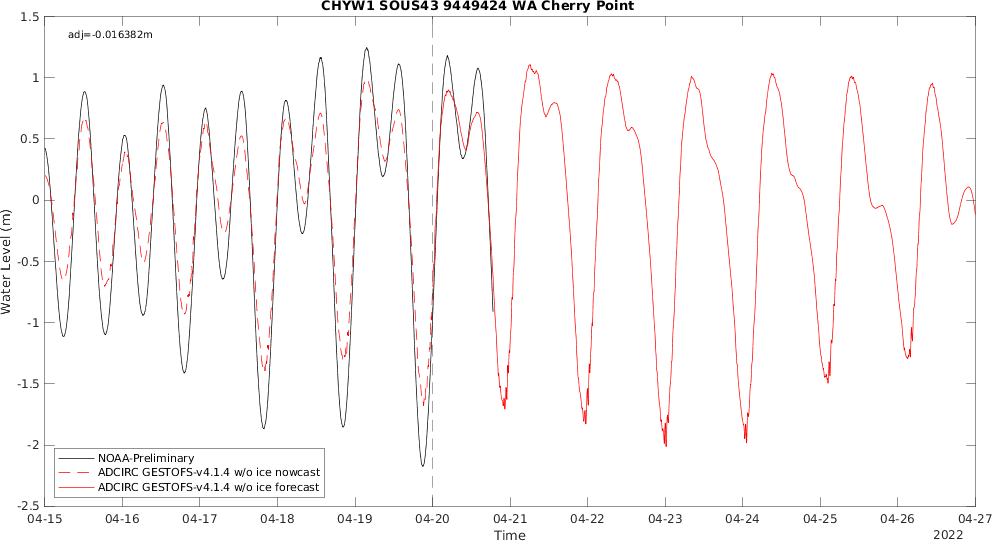 CHYW1 SOUS43 9449424 WA Cherry Point
adj=-0.016382m
Water Level (m)
1.5
1
0.5
0
-0.5
-1
-1.5
-2
-2.5
NOAA-Preliminary
ADCIRC GESTOFS-v4.1.4 w/o ice nowcast
ADCIRC GESTOFS-v4.1.4 w/o ice forecast
04-15 04-16 04-17 04-18 04-19 04-20 04-21 04-22 04-23 04-24 04-25 04-26 04-27
Time
2022